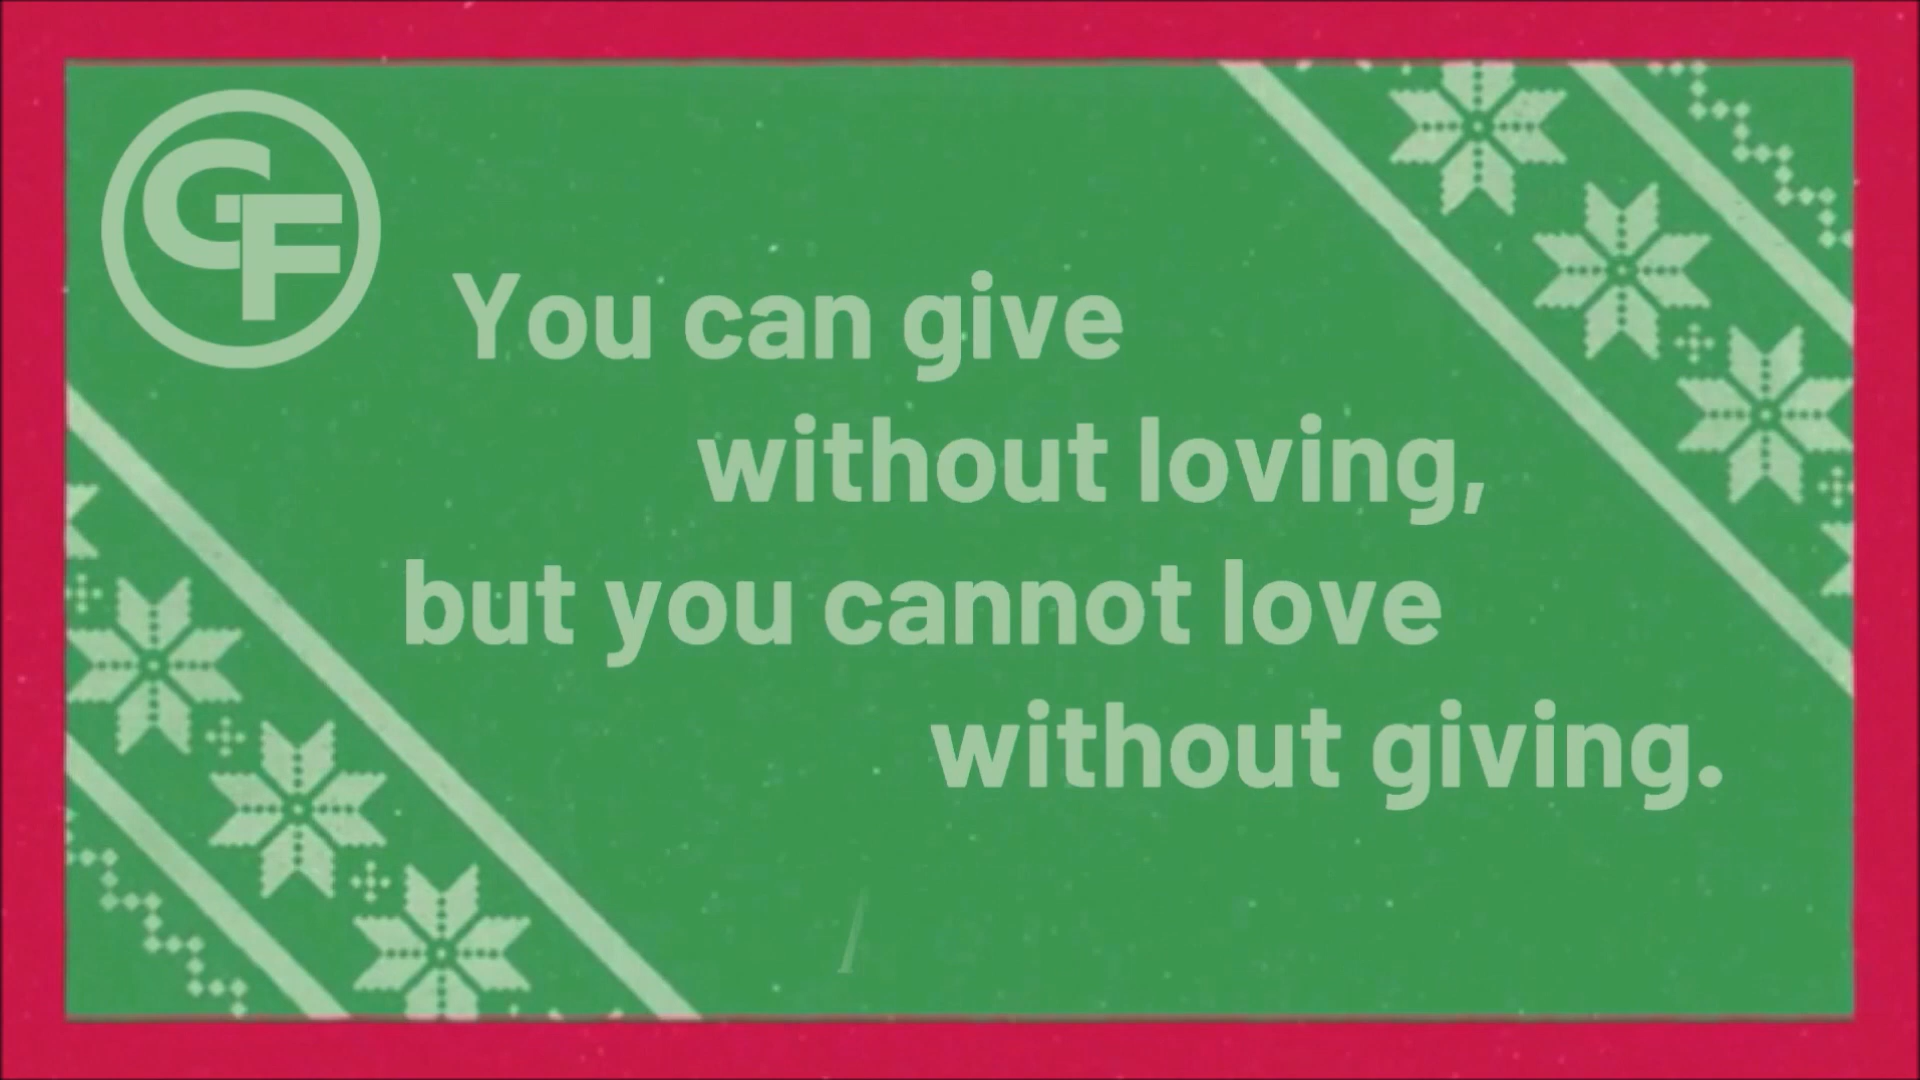 GF
You can give
without loving,
but you cannot love
without giving.